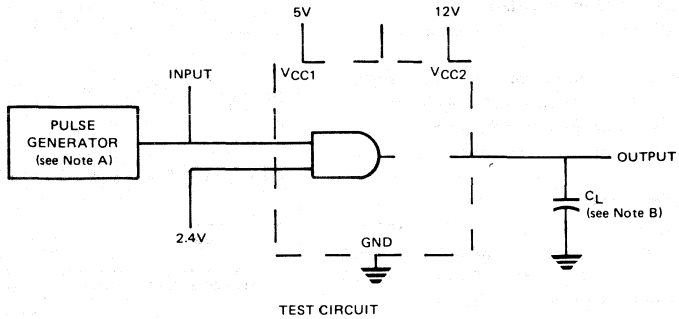 5V
12V
INPUT
VCC1
VCC2
PULSE
GENERATOR
(see Note A)
OUTPUT
CL
(see Note B)
2.4V
GND
TEST CIRCUIT